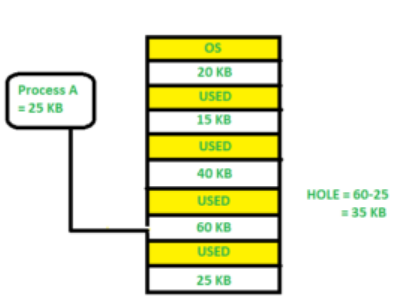 OS
20 KB
Process A
= 25 KB
USED
15 KB
USED
40 KB
USED
HOLE = 60-25
= 35 KB
60 KB
USED
25 KB